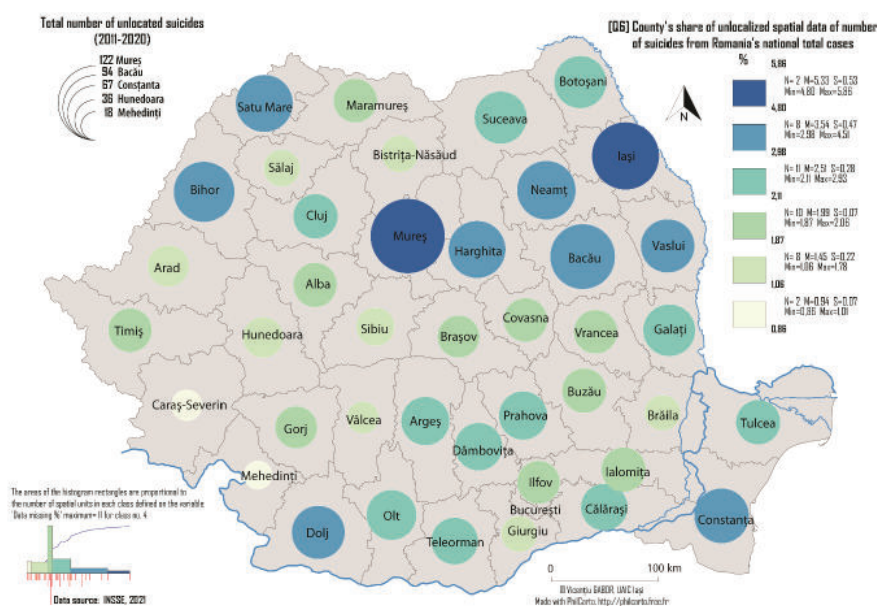 Total number of unlocated suicides
(2011-2020)
122 Mureş
94 Bacău
67 Constanţa
36 Hunedoara
18 Mehedinţi
[Q6] County's share of unlocalized spatial data of number
of suicides from Romania's national total cases
%
5,86
N= 2 M=5.33 S=0.53
Min=4.80 Max=5.86
4,80
N= 8 M=3.54 S=0.47
Min=2.98 Max=4.51
2,98
N= 11 M=2.51 S=0.28
Min=2.11 Max=2.93
2,11
N= 10 M=1.99 S=0.07
Min=1.87 Max=2.06
1,87
N= 8 M=1.45 S=0.22
Min=1.06 Max=1.78
1,06
N= 2 M=0.94 S=0.07
Min=0.86 Max=1.01
0,86
N
Botoşani
Satu Mare
Maramureş
Suceava
Iaşi
Bistriţa-Năsăud
Sălaj
Bihor
Neamţ
Cluj
Mureş
Harghita
Bacău
Vaslui
Arad
Alba
Timiş
Hunedoara
Sibiu
Braşov
Covasna
Vrancea
Galaţi
Caraş-Severin
Buzău
Gorj
Vâlcea
Argeş
Prahova
Brăila
Tulcea
Dâmboviţa
Mehedinţi
Ilfov
Ialomiţa
Bucureşti
Călăraşi
Constanţa
Dolj
Olt
Teleorman
Giurgiu
The areas of the histogram rectangles are proportional to
the number of spatial units in each class defined on the variable
'Data missing %' maximum= 11 for class no. 4
Data source: INSSE, 2021
0 100 km
© Vicenţiu GABOR, UAIC Iaşi
Made with PhilCarto, http://philcarto.free.fr